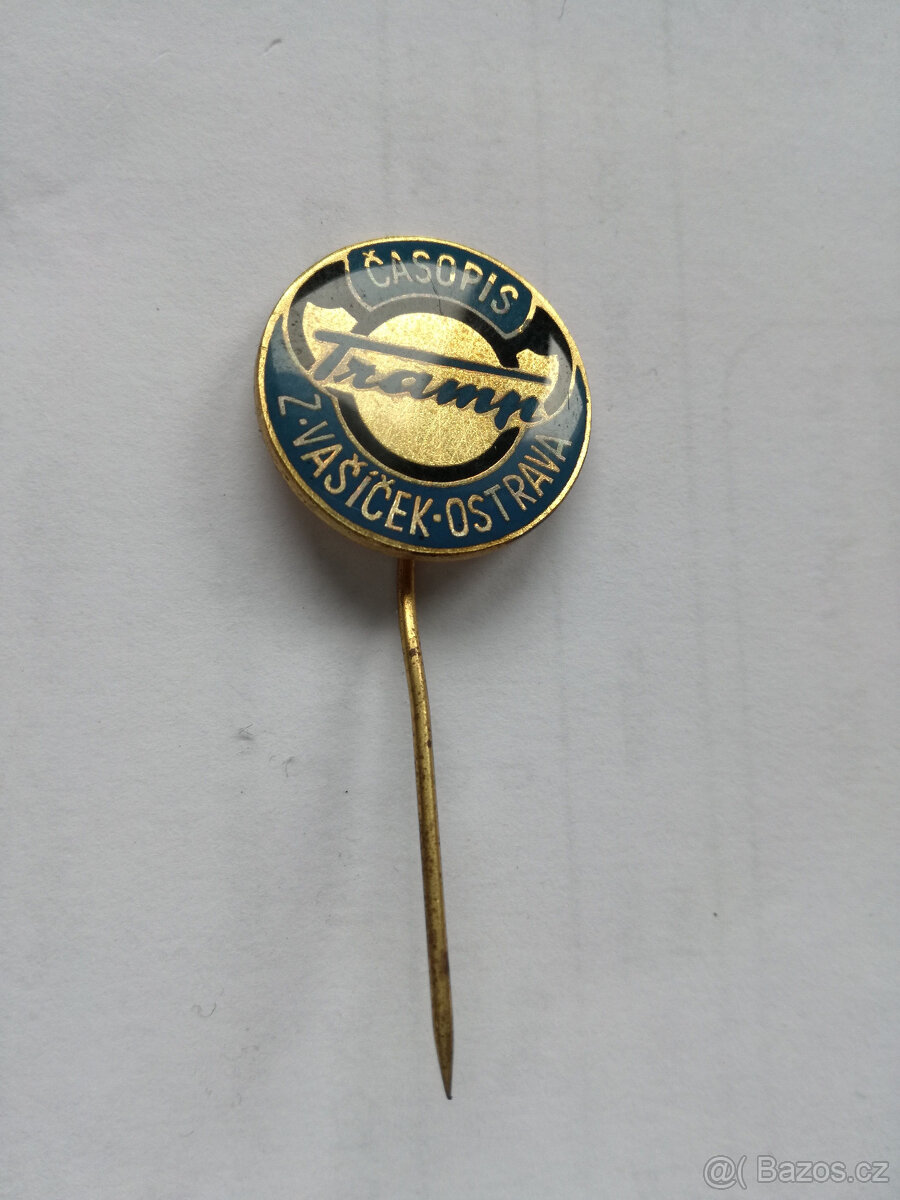 ČASOPIS
Tramp
Z·VAŠÍČEK·OSTRAVA
@( Bazos.cz